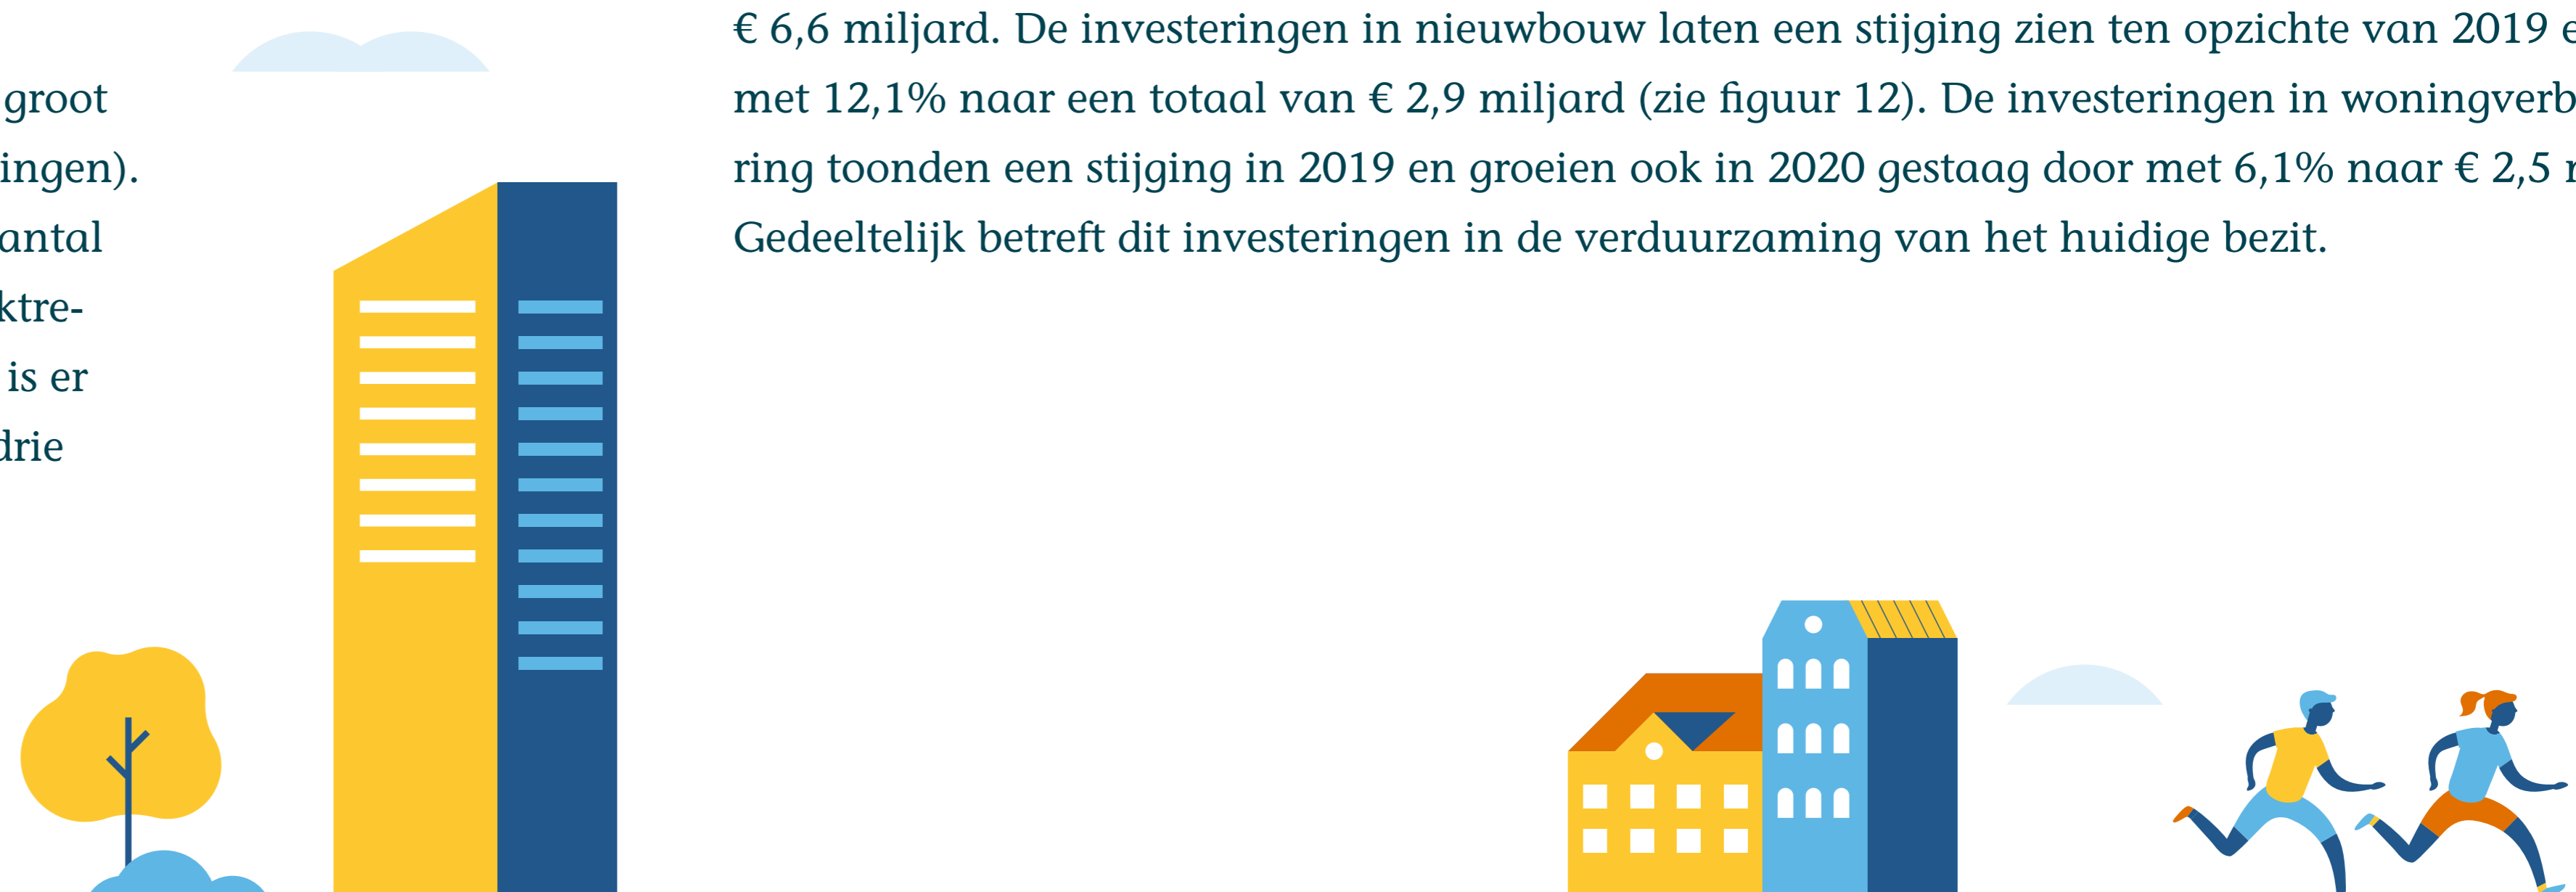 groot
ingen).
antal
ktre-
is er
drie
€ 6,6 miljard. De investeringen in nieuwbouw laten een stijging zien ten opzichte van 2019 e
met 12,1% naar een totaal van € 2,9 miljard (zie figuur 12). De investeringen in woningverb
ring toonden een stijging in 2019 en groeien ook in 2020 gestaag door met 6,1% naar € 2,5
Gedeeltelijk betreft dit investeringen in de verduurzaming van het huidige bezit.